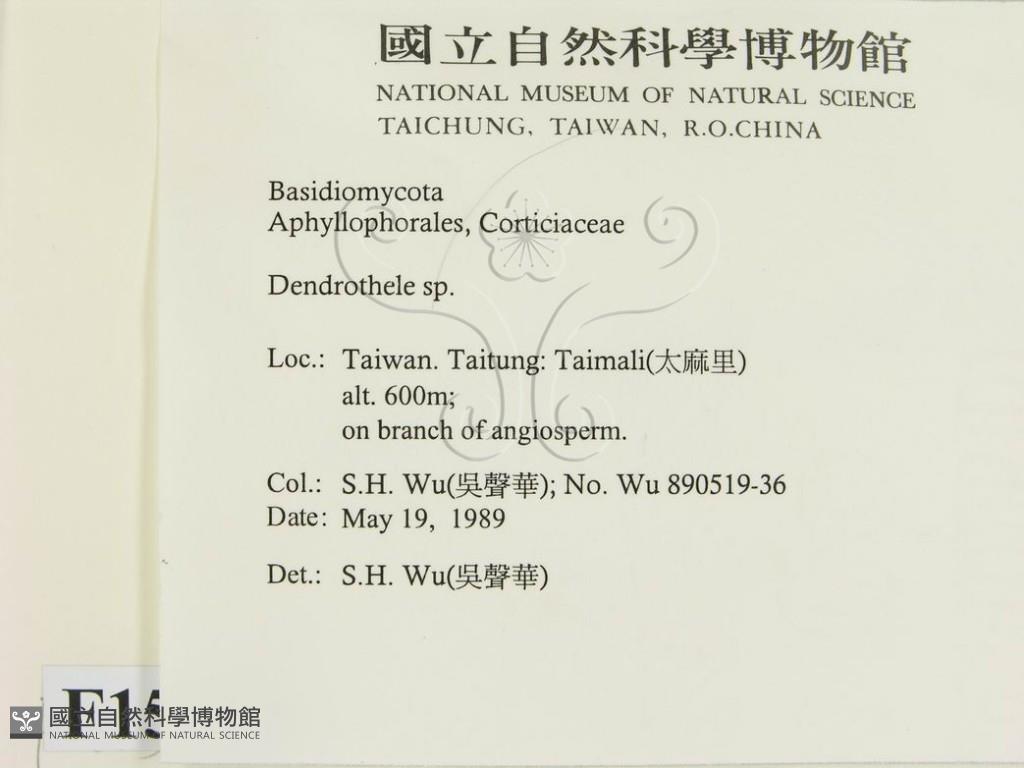 國立自然科學博物館
NATIONAL MUSEUM OF NATURAL SCIENCE
TAICHUNG, TAIWAN, R.O.CHINA
Basidiomycota
Aphyllophorales, Corticiaceae
Dendrothele sp.
Loc.: Taiwan. Taitung: Taimali(太麻里)
alt. 600m;
on branch of angiosperm.
Col.: S.H. Wu(吳聲華); No. Wu 890519-36
Date: May 19, 1989
Det.: S.H. Wu(吳聲華)
F15
國立自然科學博物館
NATIONAL MUSEUM OF NATURAL SCIENCE